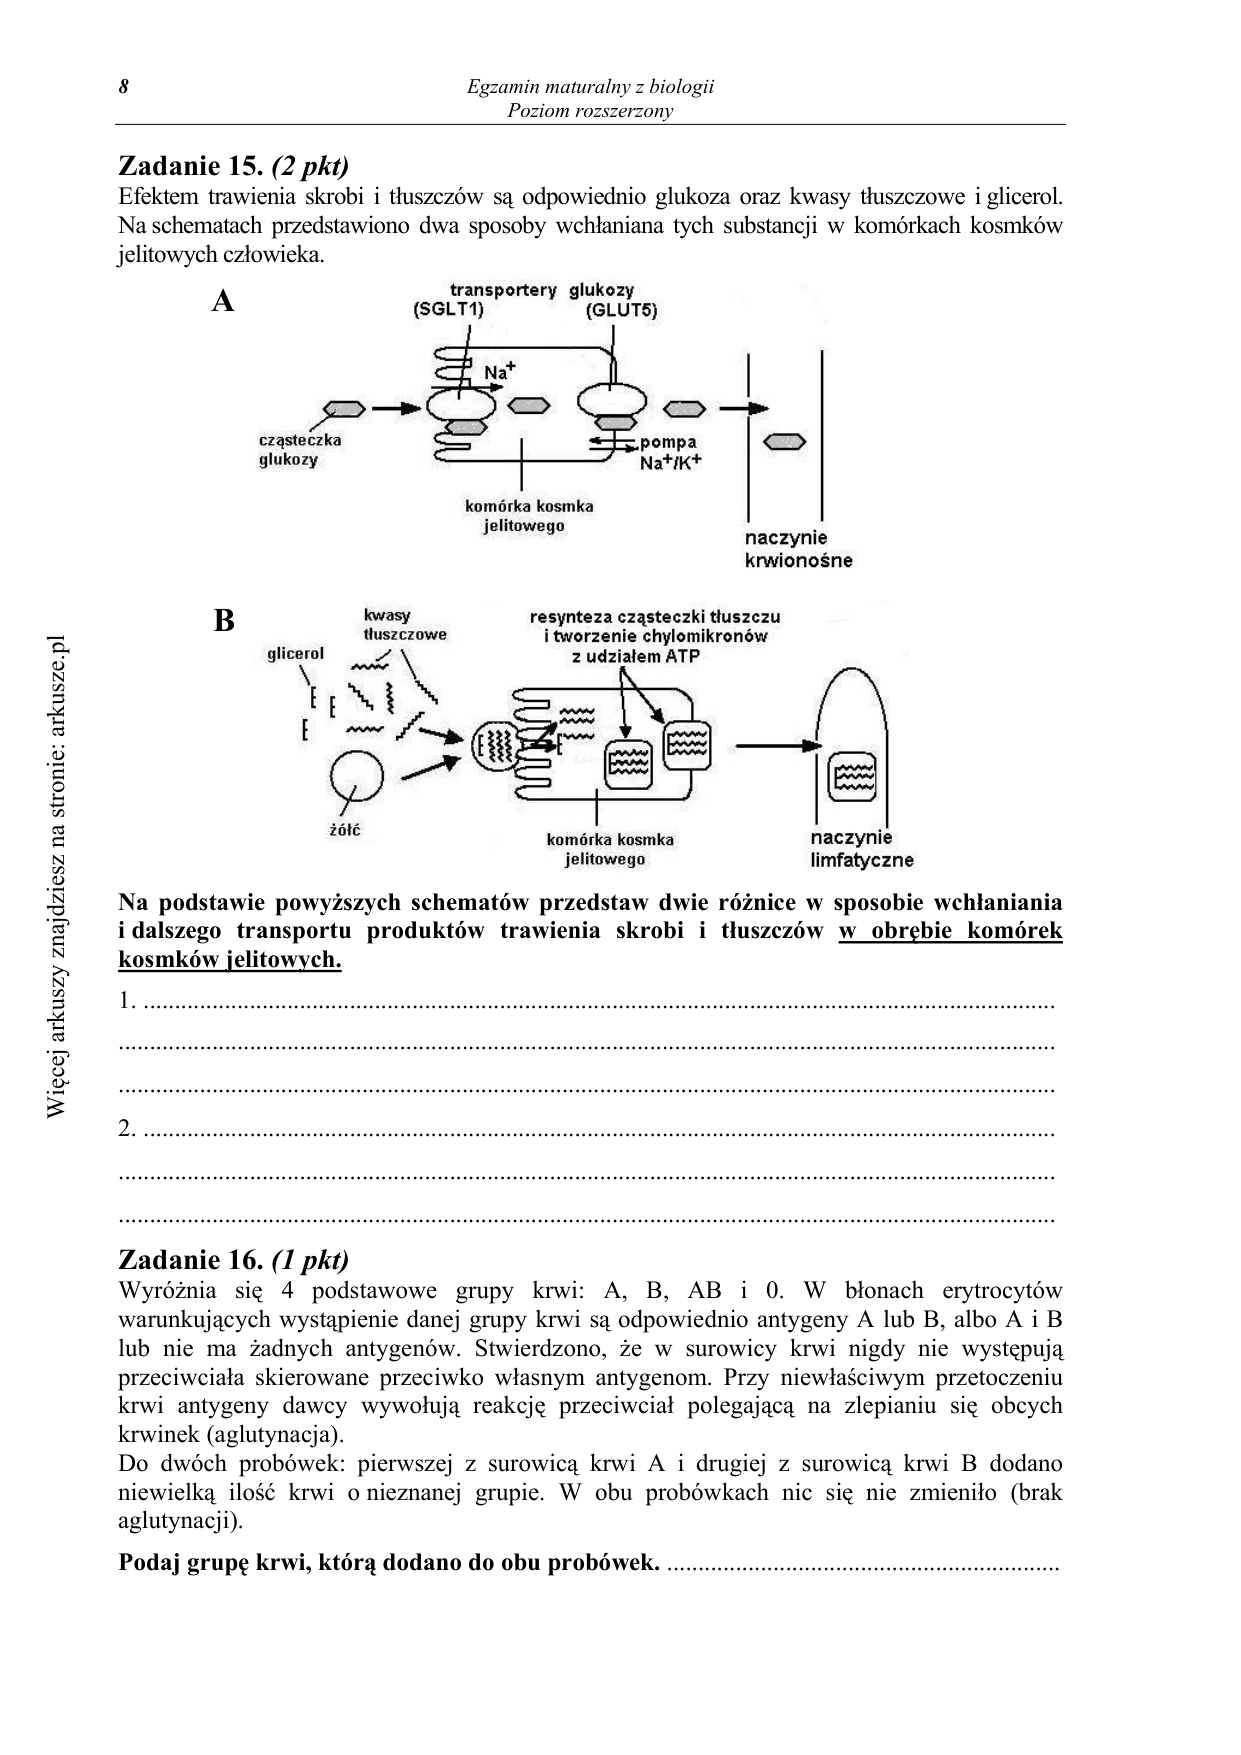 8
Egzamin maturalny z biologii
Poziom rozszerzony
Zadanie 15. (2 pkt)
Efektem trawienia skrobi i tłuszczów są odpowiednio glukoza oraz kwasy tłuszczowe i glicerol.
Na schematach przedstawiono dwa sposoby wchłaniana tych substancji w komórkach kosmków
jelitowych człowieka.
A
transportery glukozy
(SGLT1) (GLUT5)
Na+
cząsteczka
glukozy
pompa
Na+/K+
komórka kosmka
jelitowego
naczynie
krwionośne
B
kwasy
tłuszczowe
glicerol
resynteza cząsteczki tłuszczu
i tworzenie chylomikronów
z udziałem ATP
żółć
komórka kosmka
jelitowego
naczynie
limfatyczne
Na podstawie powyższych schematów przedstaw dwie różnice w sposobie wchłaniania
i dalszego transportu produktów trawienia skrobi i tłuszczów w obrębie komórek
kosmków jelitowych.
1. ....................................................................................................
....................................................................................................
....................................................................................................
2. ....................................................................................................
....................................................................................................
....................................................................................................
Zadanie 16. (1 pkt)
Wyróżnia się 4 podstawowe grupy krwi: A, B, AB i 0. W błonach erytrocytów
warunkujących wystąpienie danej grupy krwi są odpowiednio antygeny A lub B, albo A i B
lub nie ma żadnych antygenów. Stwierdzono, że w surowicy krwi nigdy nie występują
przeciwciała skierowane przeciwko własnym antygenom. Przy niewłaściwym przetoczeniu
krwi antygeny dawcy wywołują reakcję przeciwciał polegającą na zlepianiu się obcych
krwinek (aglutynacja).
Do dwóch probówek: pierwszej z surowicą krwi A i drugiej z surowicą krwi B dodano
niewielką ilość krwi o nieznanej grupie. W obu probówkach nic się nie zmieniło (brak
aglutynacji).
Podaj grupę krwi, którą dodano do obu probówek. ..............................................................
Więcej arkuszy znajdziesz na stronie: arkusze.pl